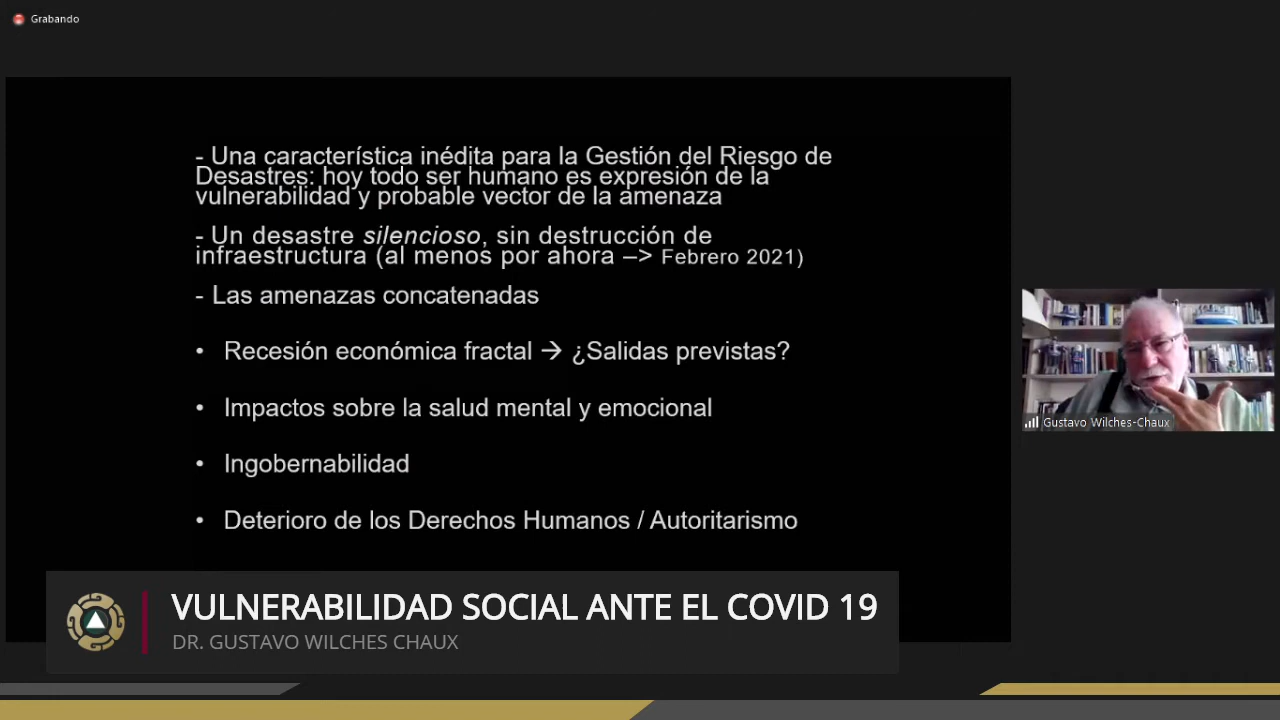 Grabando
- Una característica inédita para la Gestión del Riesgo de
Desastres: hoy todo ser humano es expresión de la
vulnerabilidad y probable vector de la amenaza
- Un desastre silencioso, sin destrucción de
infraestructura (al menos por ahora –> Febrero 2021)
- Las amenazas concatenadas
• Recesión económica fractal → ¿Salidas previstas?
• Impactos sobre la salud mental y emocional
• Ingobernabilidad
• Deterioro de los Derechos Humanos / Autoritarismo
Gustavo Wilches-Chaux
VULNERABILIDAD SOCIAL ANTE EL COVID 19
DR. GUSTAVO WILCHES CHAUX